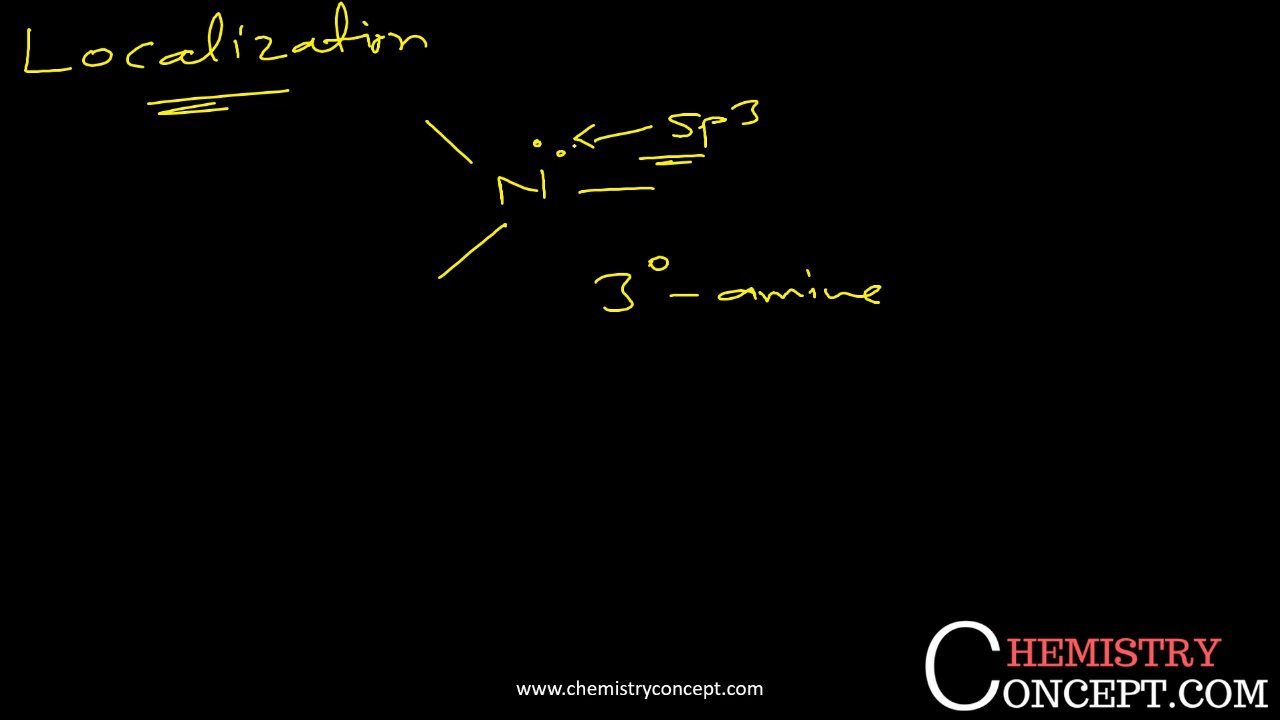 Localization
sp3
N
3° - amine
CHEMISTRY
CONCEPT.COM
www.chemistryconcept.com